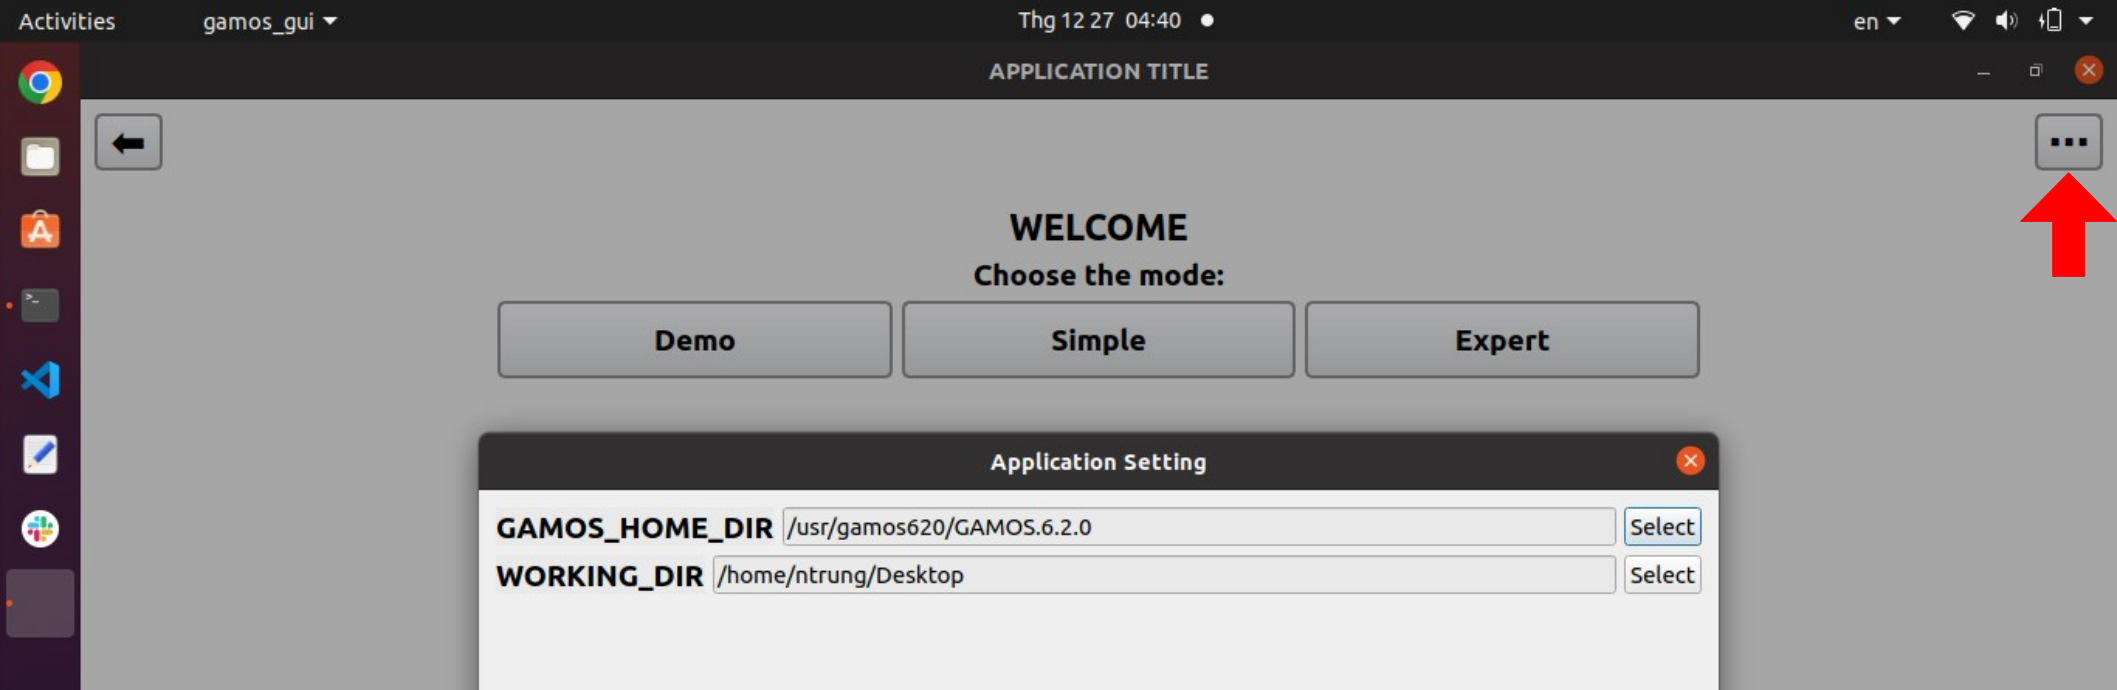 Activities gamos_gui Thg 12 27 04:40 en
APPLICATION TITLE
WELCOME
Choose the mode:
Demo Simple Expert
Application Setting
GAMOS_HOME_DIR /usr/gamos620/GAMOS.6.2.0 Select
WORKING_DIR /home/ntrung/Desktop Select